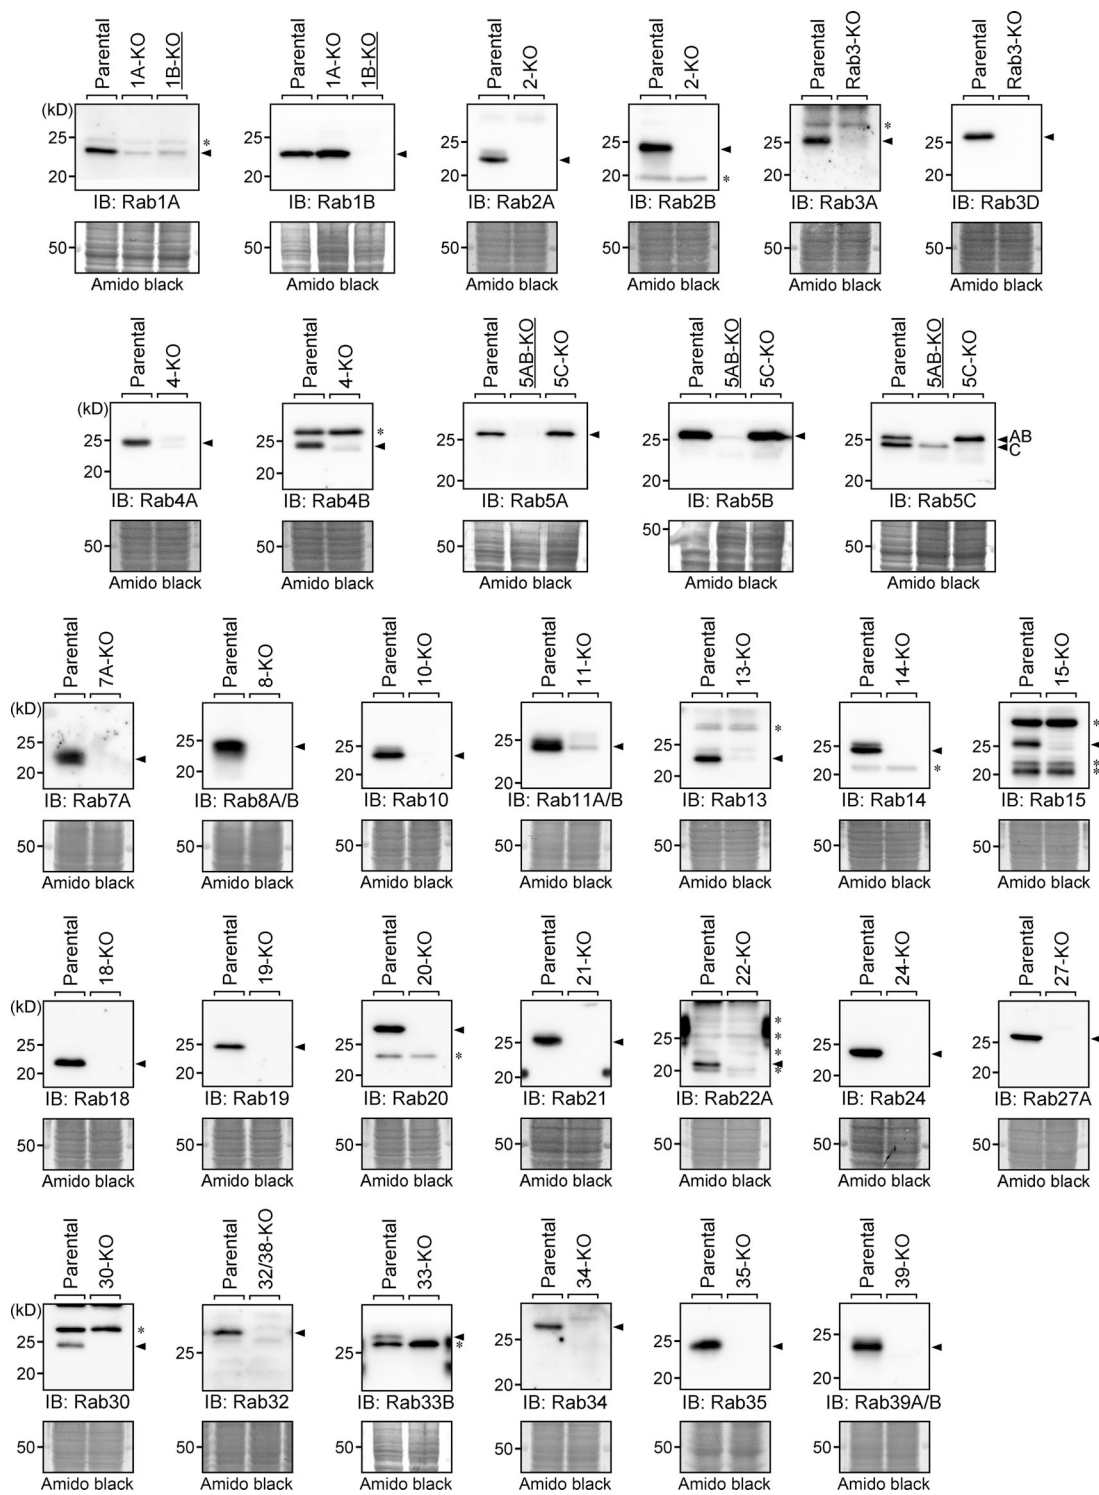 Parental 1A-KO 1B-KO Parental 1A-KO 1B-KO Parental 2-KO Parental 2-KO Parental Rab3-KO Parental Rab3-KO
(kD)
25 * 25 25 25 25 * 25
20 20 20 20 * 20 20
IB: Rab1A IB: Rab1B IB: Rab2A IB: Rab2B IB: Rab3A IB: Rab3D
50 50 50 50 50 50
Amido black Amido black Amido black Amido black Amido black Amido black
Parental 4-KO Parental 4-KO Parental 5AB-KO 5C-KO Parental 5AB-KO 5C-KO Parental 5AB-KO 5C-KO
(kD)
25 25 * 25 25 25 AB
C
20 20 20 20 20
IB: Rab4A IB: Rab4B IB: Rab5A IB: Rab5B IB: Rab5C
50 50 50 50 50
Amido black Amido black Amido black Amido black Amido black
Parental 7A-KO Parental 8-KO Parental 10-KO Parental 11-KO Parental 13-KO Parental 14-KO Parental 15-KO
(kD)
25 25 25 25 25 * 25 25 *
20 20 20 20 20 20 * 20 * *
IB: Rab7A IB: Rab8A/B IB: Rab10 IB: Rab11A/B IB: Rab13 IB: Rab14 IB: Rab15
50 50 50 50 50 50 50
Amido black Amido black Amido black Amido black Amido black Amido black Amido black
Parental 18-KO Parental 19-KO Parental 20-KO Parental 21-KO Parental 22-KO Parental 24-KO Parental 27-KO
(kD)
25 25 25 * 25 25 * * * * 25 25
20 20 20 20 20 20 20
IB: Rab18 IB: Rab19 IB: Rab20 IB: Rab21 IB: Rab22A IB: Rab24 IB: Rab27A
50 50 50 50 50 50 50
Amido black Amido black Amido black Amido black Amido black Amido black Amido black
Parental 30-KO Parental 32/38-KO Parental 33-KO Parental 34-KO Parental 35-KO Parental 39-KO
(kD)
25 * 25 25 * 25 25 25
20 20 20 20
IB: Rab30 IB: Rab32 IB: Rab33B IB: Rab34 IB: Rab35 IB: Rab39A/B
50 50 50 50 50 50
Amido black Amido black Amido black Amido black Amido black Amido black